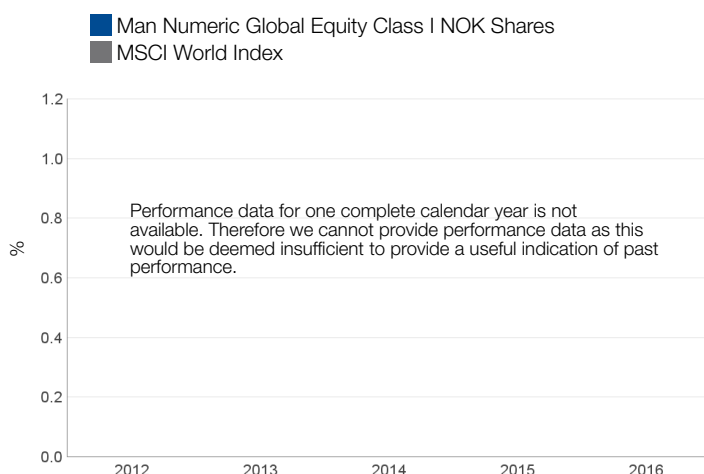 Man Numeric Global Equity Class I NOK Shares
MSCI World Index
1.2
1.0
0.8
0.6
0.4
0.2
0.0
%
Performance data for one complete calendar year is not
available. Therefore we cannot provide performance data as this
would be deemed insufficient to provide a useful indication of past
performance.
2012 2013 2014 2015 2016